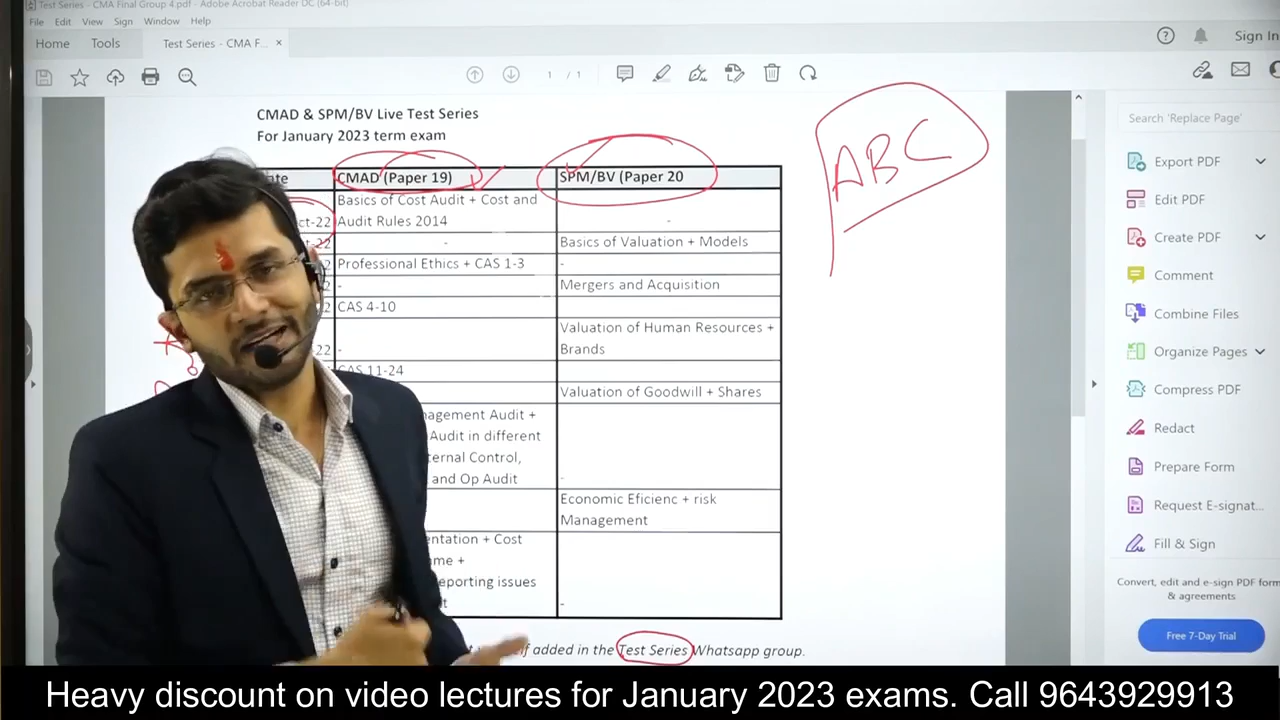 Test Series - CMA Final Group 4.pdf - Adobe Acrobat Reader DC (64-bit)
File Edit View Sign Window Help
Home Tools Test Series - CMA F... ×
Sign In
1 / 1
CMAD & SPM/BV Live Test Series
For January 2023 term exam
ABC
CMAD (Paper 19) SPM/BV (Paper 20
Basics of Cost Audit + Cost and
Audit Rules 2014 -
- Basics of Valuation + Models
Professional Ethics + CAS 1-3 -
- Mergers and Acquisition
CAS 4-10
Valuation of Human Resources +
- Brands
CAS 11-24
Valuation of Goodwill + Shares
Audit +
Audit in different
Control,
and Op Audit -
Economic Eficienc + risk
Management
+ Cost
+
issues
-
added in the Test Series Whatsapp group.
Search 'Replace Page'
Export PDF
Edit PDF
Create PDF
Comment
Combine Files
Organize Pages
Compress PDF
Redact
Prepare Form
Request E-signat...
Fill & Sign
Convert, edit and e-sign PDF form
& agreements
Free 7-Day Trial
Heavy discount on video lectures for January 2023 exams. Call 9643929913